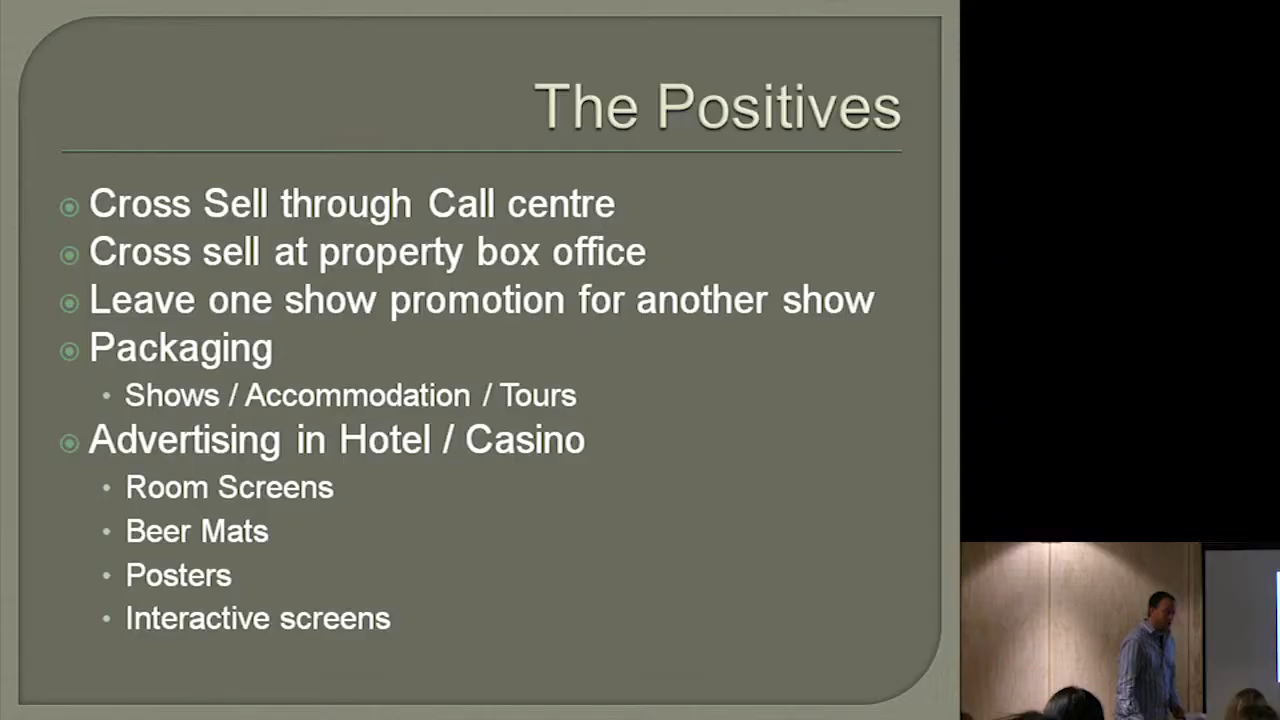 The Positives
Cross Sell through Call centre
Cross sell at property box office
Leave one show promotion for another show
Packaging
Shows / Accommodation / Tours
Advertising in Hotel / Casino
Room Screens
Beer Mats
Posters
Interactive screens